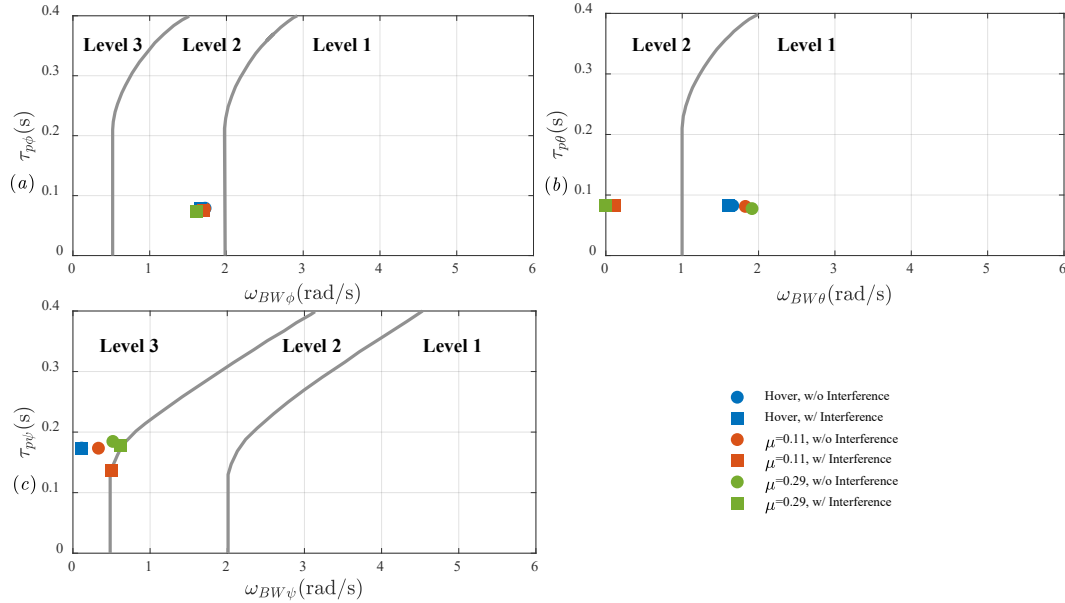 0.4
0.3
0.2
0.1
0
τpϕ(s)
(a)
Level 3
Level 2
Level 1
0 1 2 3 4 5 6
ωBWϕ(rad/s)
0.4
0.3
0.2
0.1
0
τpθ(s)
(b)
Level 2
Level 1
0 1 2 3 4 5 6
ωBWθ(rad/s)
0.4
0.3
0.2
0.1
0
τpψ(s)
(c)
Level 3
Level 2
Level 1
0 1 2 3 4 5 6
ωBWψ(rad/s)
Hover, w/o Interference
Hover, w/ Interference
μ=0.11, w/o Interference
μ=0.11, w/ Interference
μ=0.29, w/o Interference
μ=0.29, w/ Interference